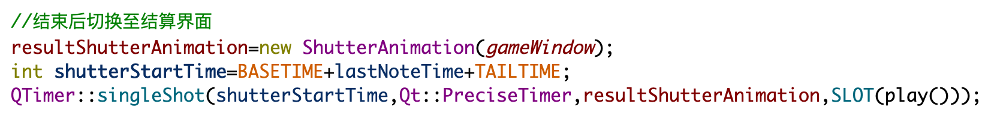 //结束后切换至结算界面
resultShutterAnimation=new ShutterAnimation(gameWindow);
int shutterStartTime=BASETIME+lastNoteTime+TAILTIME;
QTimer::singleShot(shutterStartTime,Qt::PreciseTimer,resultShutterAnimation,SLOT(play()));